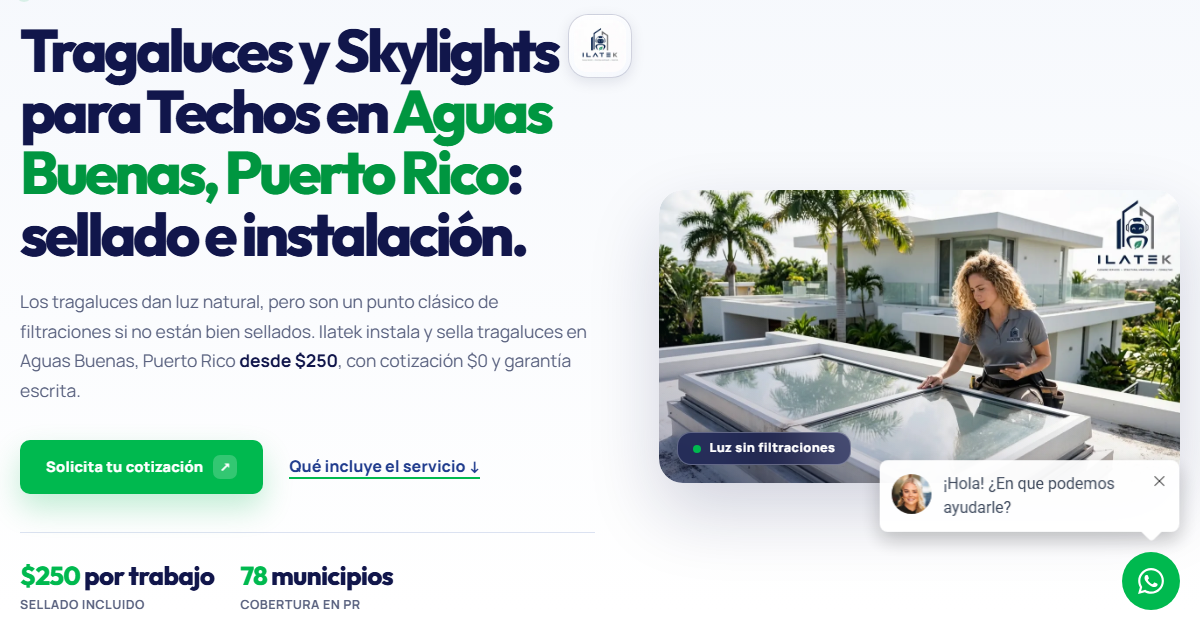 Tragaluces y Skylights
ILATEK
para Techos en Aguas
Buenas, Puerto Rico:
sellado e instalación.
Los tragaluces dan luz natural, pero son un punto clásico de
filtraciones si no están bien sellados. Ilatek instala y sella tragaluces en
Aguas Buenas, Puerto Rico desde $250, con cotización $0 y garantía
escrita.
Solicita tu cotización ↗
Qué incluye el servicio ↓
$250 por trabajo
SELLADO INCLUIDO
78 municipios
COBERTURA EN PR
ILATEK
Luz sin filtraciones
¡Hola! ¿En que podemos
ayudarle?